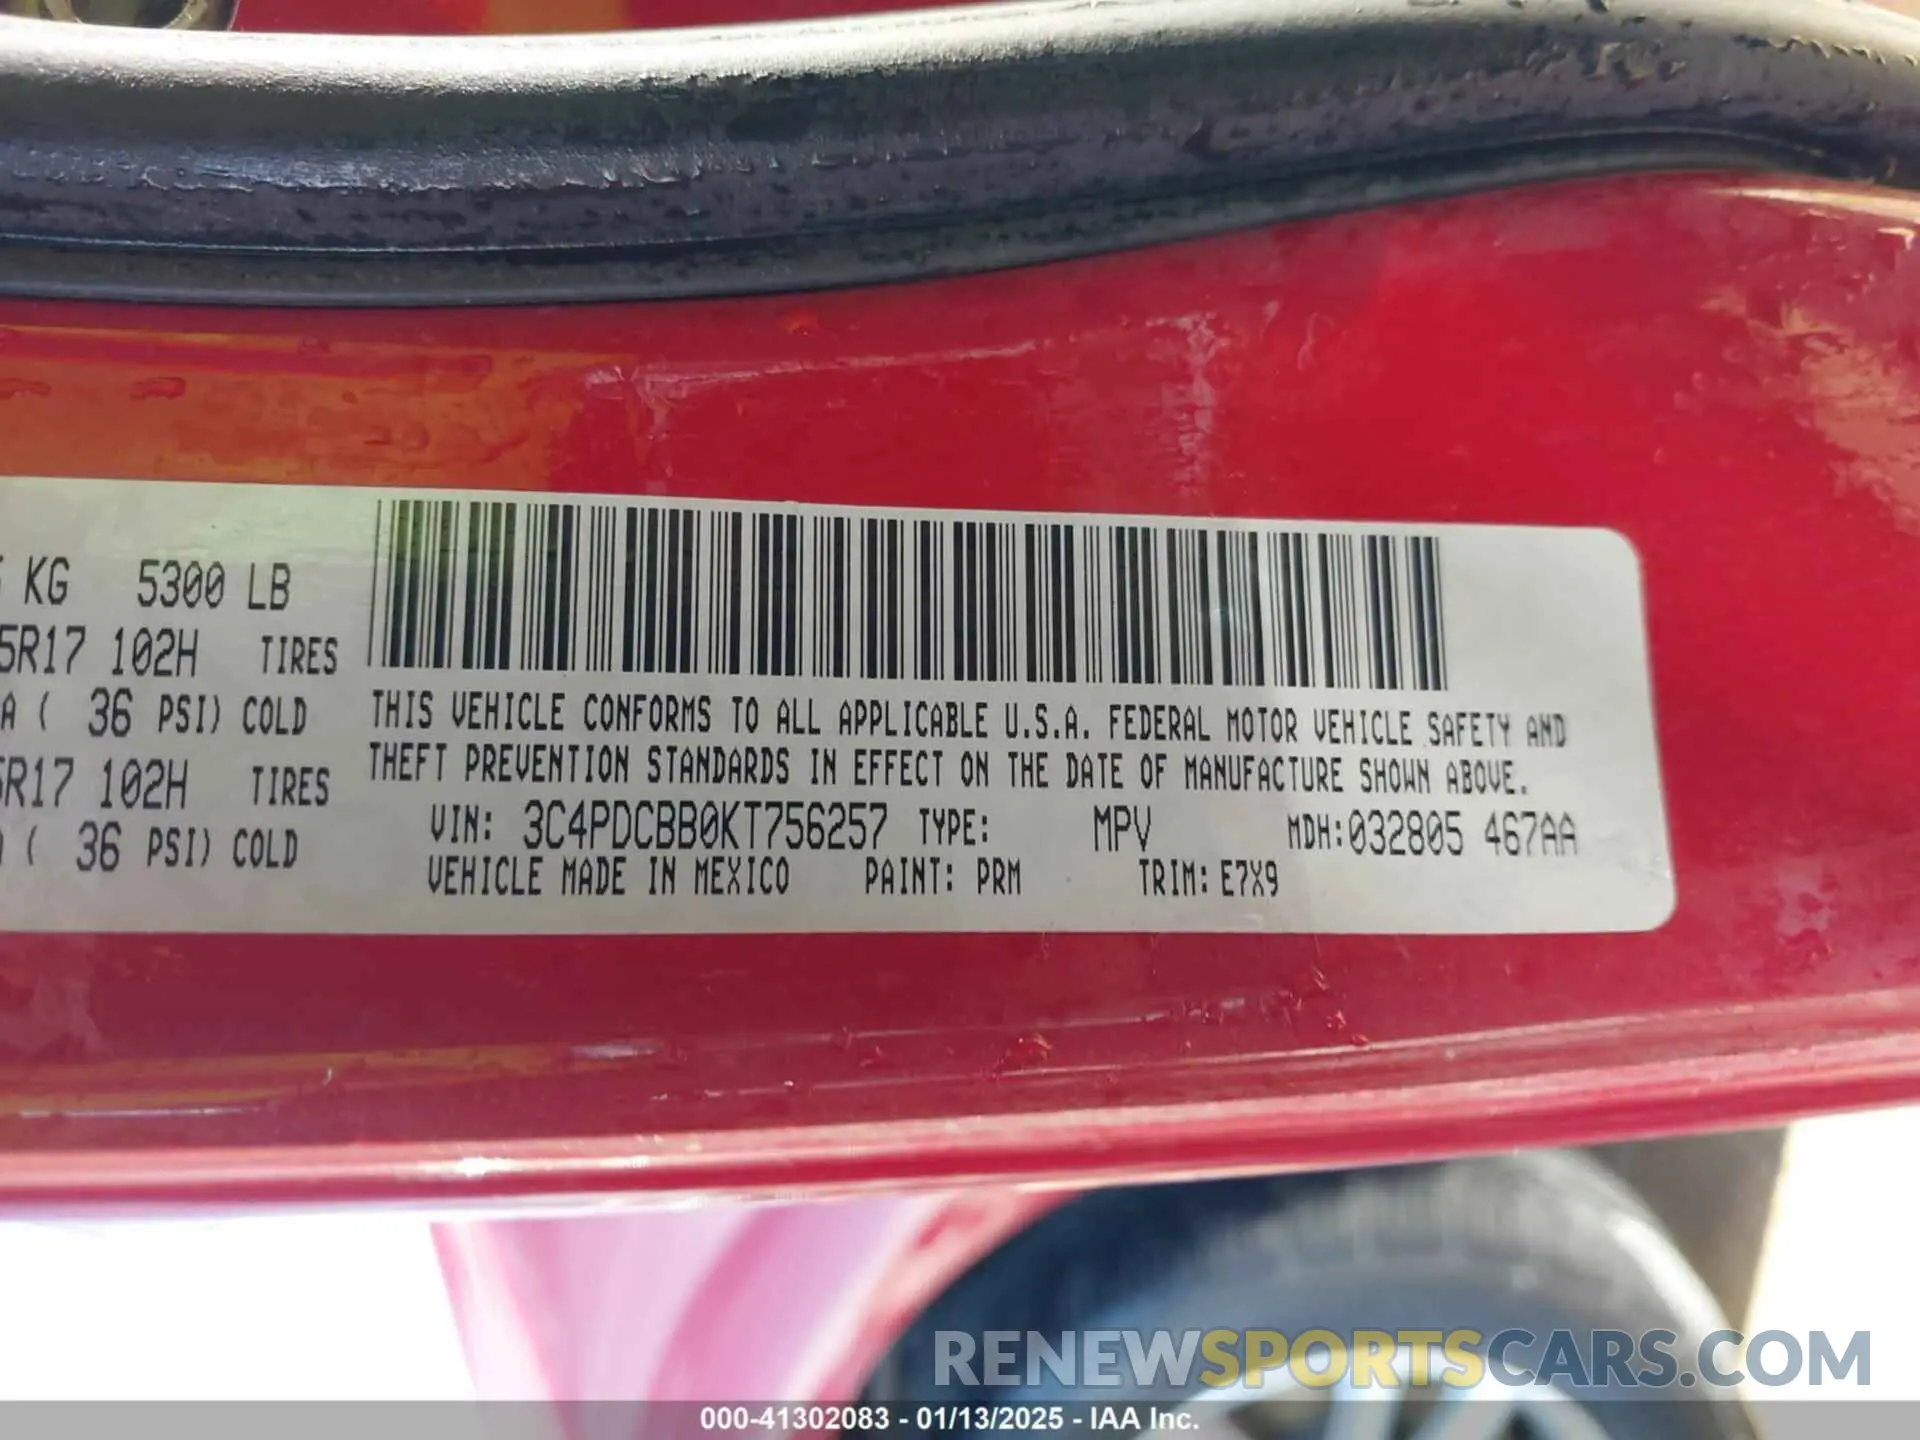 KG 5300 LB
5R17 102H TIRES
A ( 36 PSI) COLD
5R17 102H TIRES
( 36 PSI) COLD
THIS VEHICLE CONFORMS TO ALL APPLICABLE U.S.A. FEDERAL MOTOR VEHICLE SAFETY AND
THEFT PREVENTION STANDARDS IN EFFECT ON THE DATE OF MANUFACTURE SHOWN ABOVE.
VIN: 3C4PDCBB0KT756257 TYPE: MPV MDH:032805 467AA
VEHICLE MADE IN MEXICO PAINT: PRM TRIM: E7X9
RENEWSPORTSCARS.COM
000-41302083 - 01/13/2025 - IAA Inc.